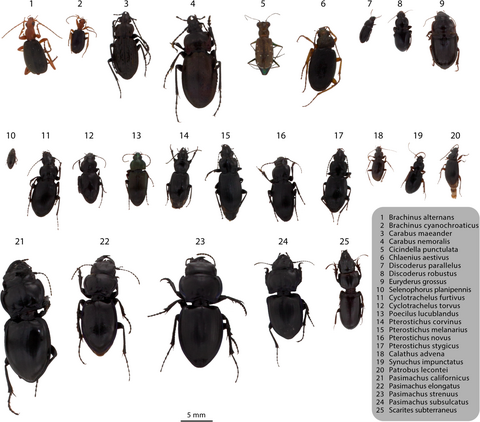 1 2 3 4 5 6 7 8 9
10 11 12 13 14 15 16 17 18 19 20
21 22 23 24 25
1 Brachinus alternans
2 Brachinus cyanochroaticus
3 Carabus maeander
4 Carabus nemoralis
5 Cicindella punctulata
6 Chlaenius aestivus
7 Discoderus parallelus
8 Discoderus robustus
9 Euryderus grossus
10 Selenophorus planipennis
11 Cyclotrachelus furtivus
12 Cyclotrachelus torvus
13 Poecilus lucublandus
14 Pterostichus corvinus
15 Pterostichus melanarius
16 Pterostichus novus
17 Pterostichus stygicus
18 Calathus advena
19 Synuchus impunctatus
20 Patrobus lecontei
21 Pasimachus californicus
22 Pasimachus elongatus
23 Pasimachus strenuus
24 Pasimachus subsulcatus
25 Scarites subterraneus
5 mm